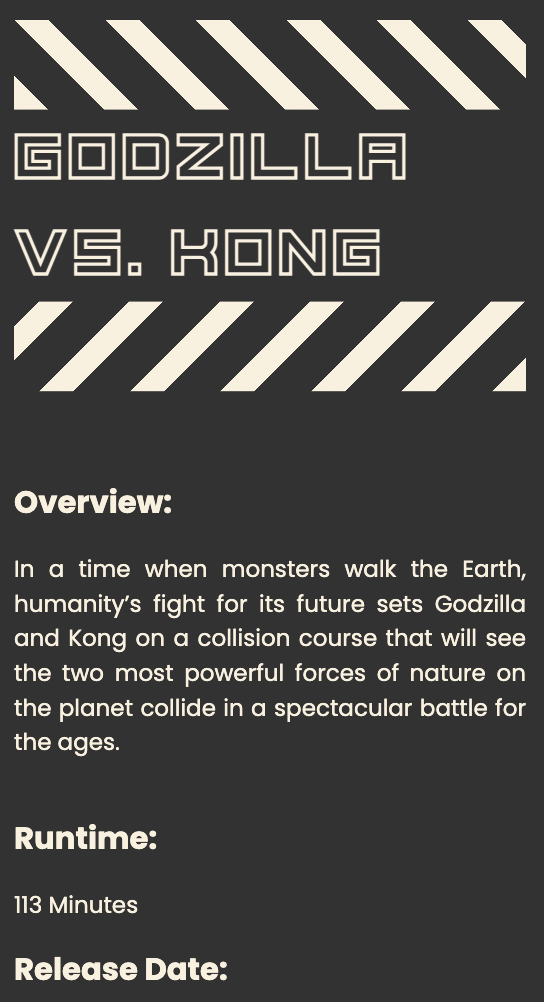 GODZILLA
VS. KONG
Overview:
In a time when monsters walk the Earth,
humanity’s fight for its future sets Godzilla
and Kong on a collision course that will see
the two most powerful forces of nature on
the planet collide in a spectacular battle for
the ages.
Runtime:
113 Minutes
Release Date: